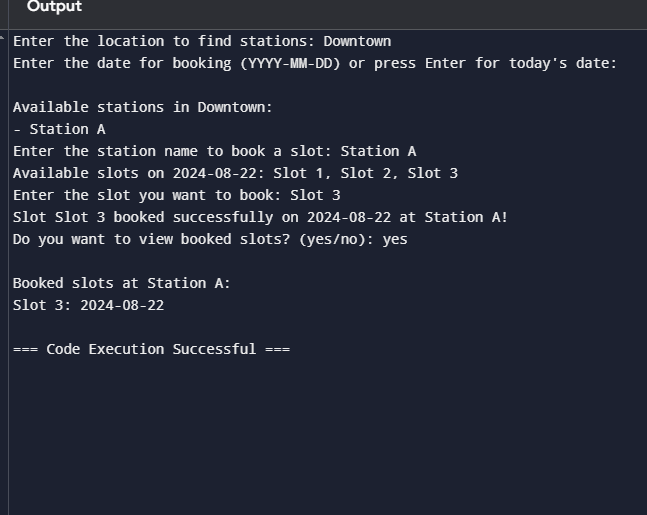 Output
Enter the location to find stations: Downtown
Enter the date for booking (YYYY-MM-DD) or press Enter for today's date:
Available stations in Downtown:
- Station A
Enter the station name to book a slot: Station A
Available slots on 2024-08-22: Slot 1, Slot 2, Slot 3
Enter the slot you want to book: Slot 3
Slot Slot 3 booked successfully on 2024-08-22 at Station A!
Do you want to view booked slots? (yes/no): yes
Booked slots at Station A:
Slot 3: 2024-08-22
=== Code Execution Successful ===